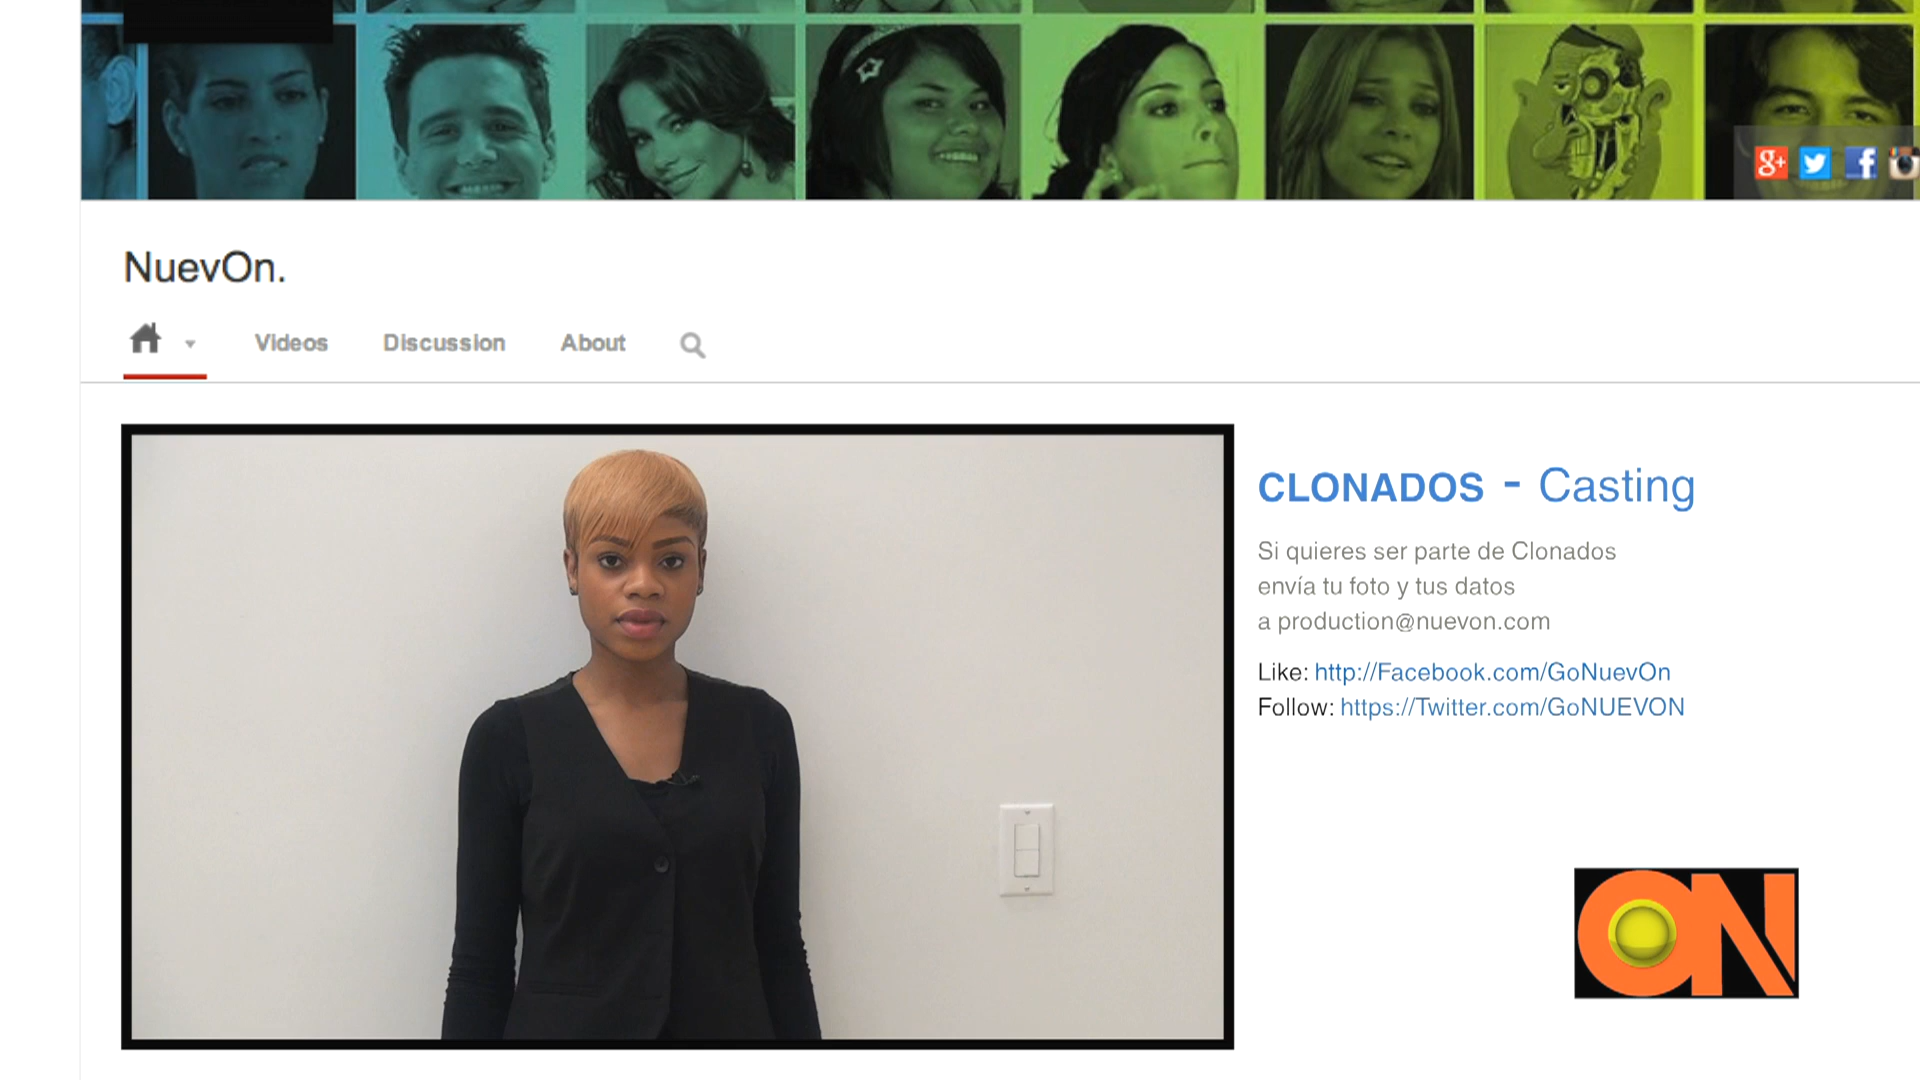 g+
f
NuevOn.
Videos
Discussion
About
CLONADOS - Casting
Si quieres ser parte de Clonados
envía tu foto y tus datos
a production@nuevon.com
Like: http://Facebook.com/GoNuevOn
Follow: https://Twitter.com/GoNUEVON
ON